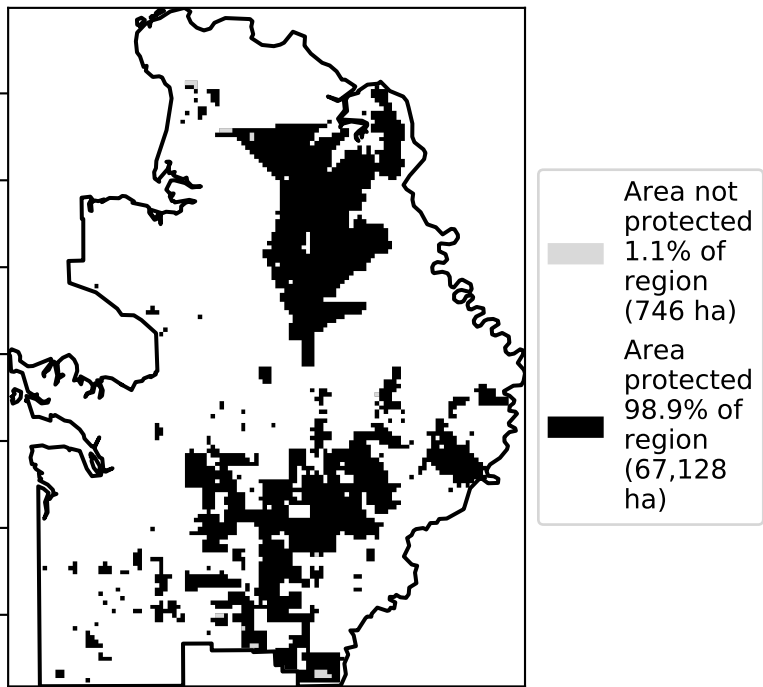 Area not
protected
1.1% of
region
(746 ha)
Area
protected
98.9% of
region
(67,128
ha)